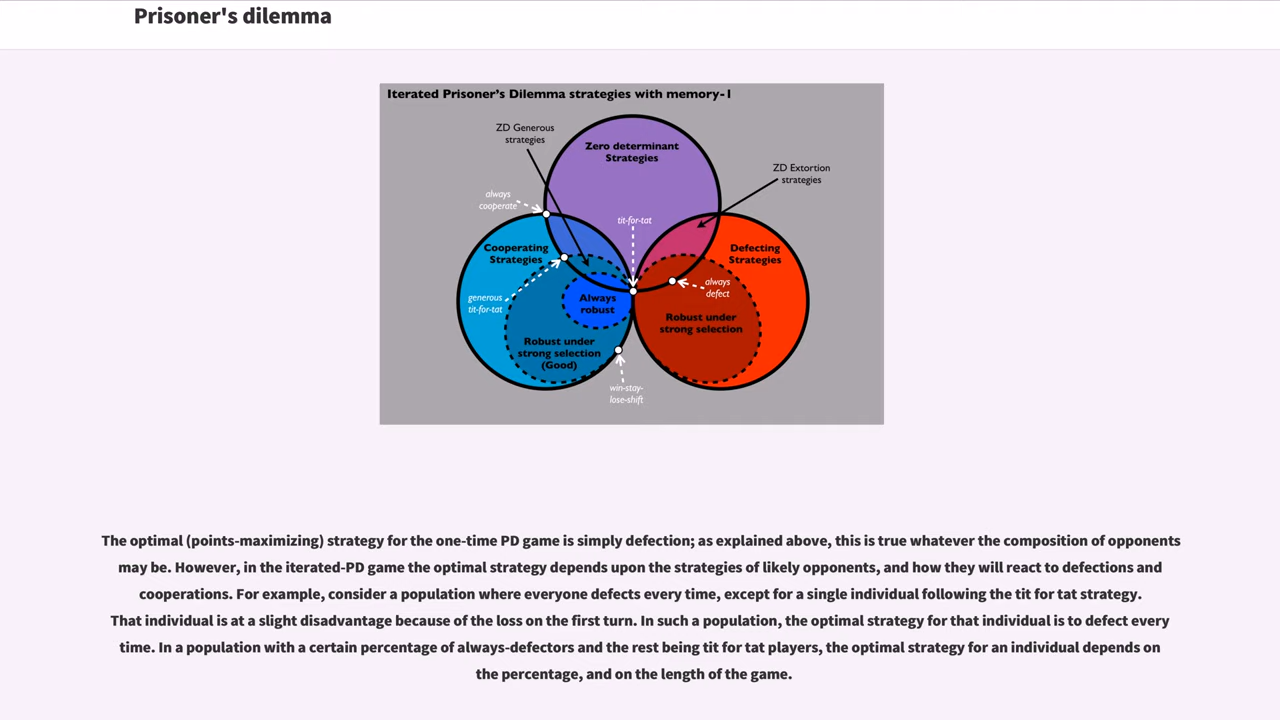 Prisoner's dilemma
Iterated Prisoner's Dilemma strategies with memory-1
ZD Generous
strategies
Zero determinant
Strategies
ZD Extortion
strategies
always
cooperate
tit-for-tat
Cooperating
Strategies
Defecting
Strategies
generous
tit-for-tat
Always
robust
always
defect
Robust under
strong selection
Robust under
strong selection
(Good)
win-stay-
lose-shift
The optimal (points-maximizing) strategy for the one-time PD game is simply defection; as explained above, this is true whatever the composition of opponents
may be. However, in the iterated-PD game the optimal strategy depends upon the strategies of likely opponents, and how they will react to defections and
cooperations. For example, consider a population where everyone defects every time, except for a single individual following the tit for tat strategy.
That individual is at a slight disadvantage because of the loss on the first turn. In such a population, the optimal strategy for that individual is to defect every
time. In a population with a certain percentage of always-defectors and the rest being tit for tat players, the optimal strategy for an individual depends on
the percentage, and on the length of the game.